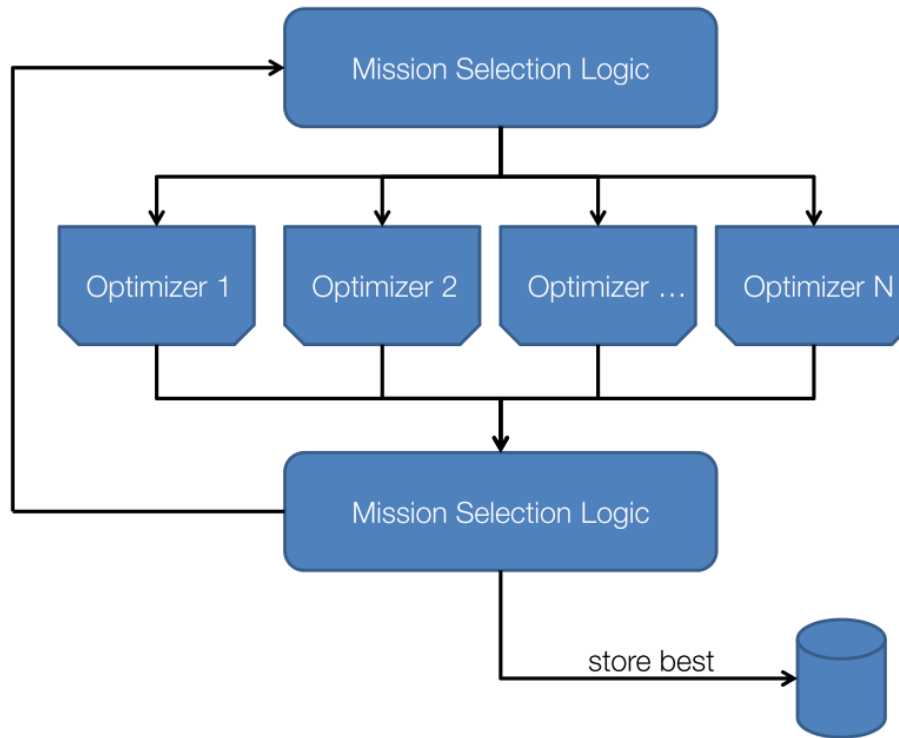 Mission Selection Logic
Optimizer 1
Optimizer 2
Optimizer ...
Optimizer N
Mission Selection Logic
store best